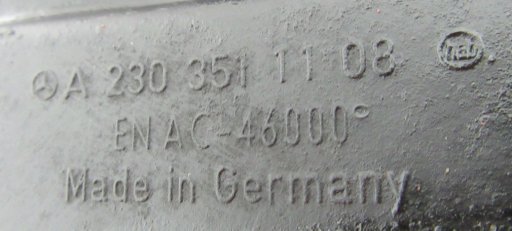 A 230 351 11 08
EN AC-46000°
Made in Germany